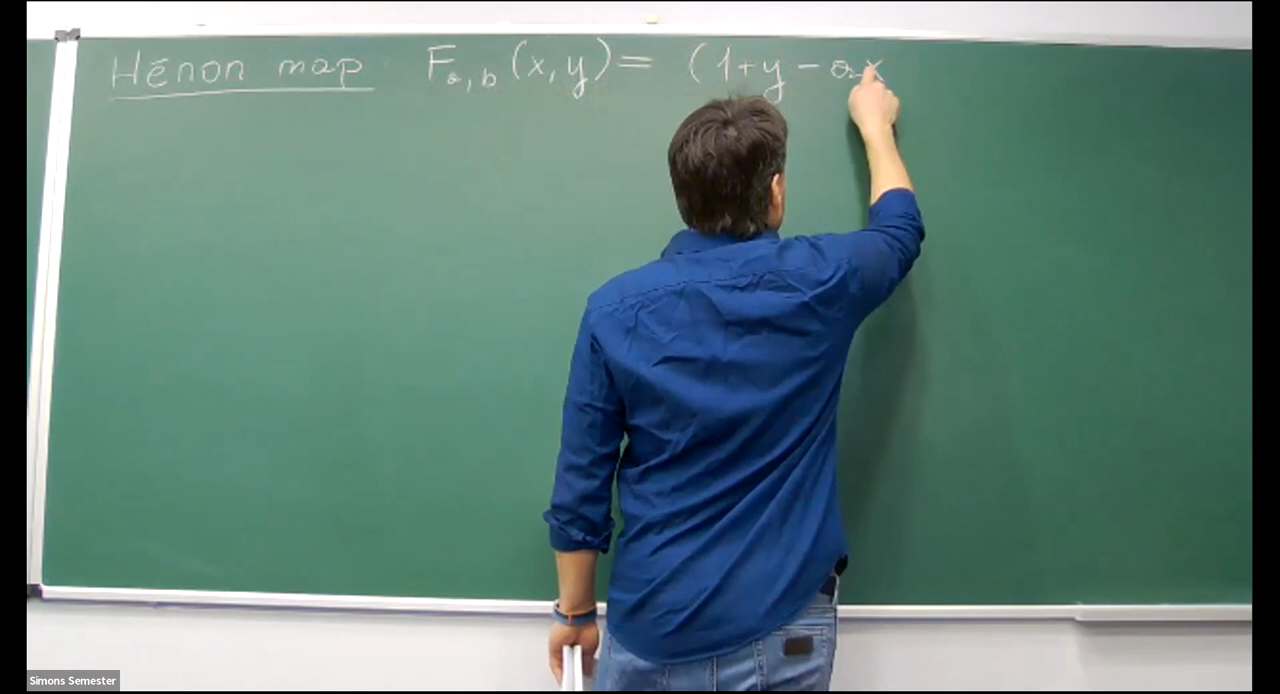 Hénon map F_{a,b}(x,y) = (1+y-ax
Simons Semester